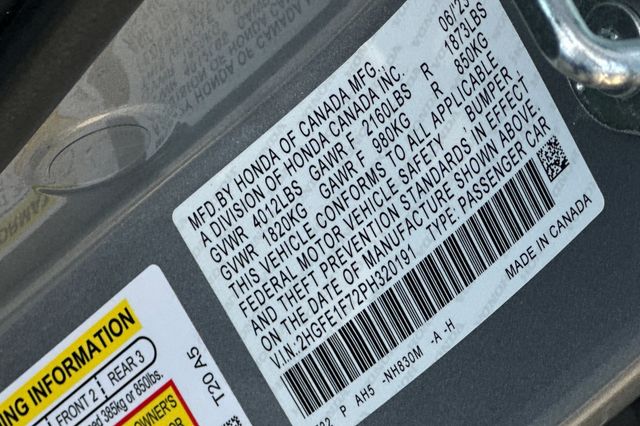 MFD BY HONDA OF CANADA MFG. 06/23
A DIVISION OF HONDA CANADA INC.
GVWR 4012LBS GAWR F 2160LBS R 1873LBS
GVWR 1820KG GAWR F 980KG R 850KG
THIS VEHICLE CONFORMS TO ALL APPLICABLE
FEDERAL MOTOR VEHICLE SAFETY, BUMPER,
AND THEFT PREVENTION STANDARDS IN EFFECT
ON THE DATE OF MANUFACTURE SHOWN ABOVE.
V.I.N. 2HGFE1F72PH320191 TYPE: PASSENGER CAR
MADE IN CANADA
P AH5 -NH830M -A -H
ING INFORMATION
FRONT 2 REAR 3
385kg or 850lbs.
OWNER'S
T20 A5